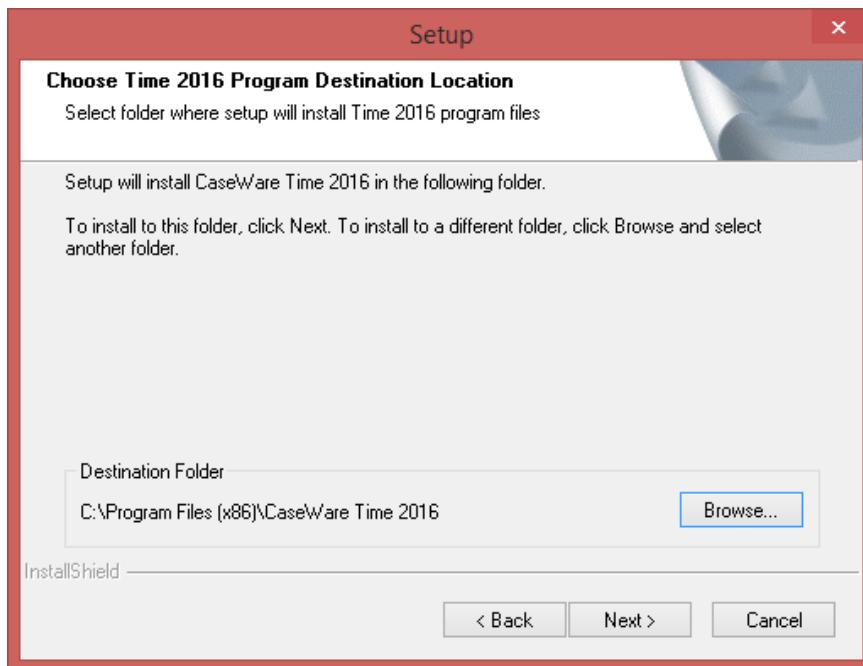 Setup
Choose Time 2016 Program Destination Location
Select folder where setup will install Time 2016 program files
Setup will install CaseWare Time 2016 in the following folder.
To install to this folder, click Next. To install to a different folder, click Browse and select
another folder.
Destination Folder
C:\Program Files (x86)\CaseWare Time 2016
Browse...
InstallShield
< Back
Next >
Cancel